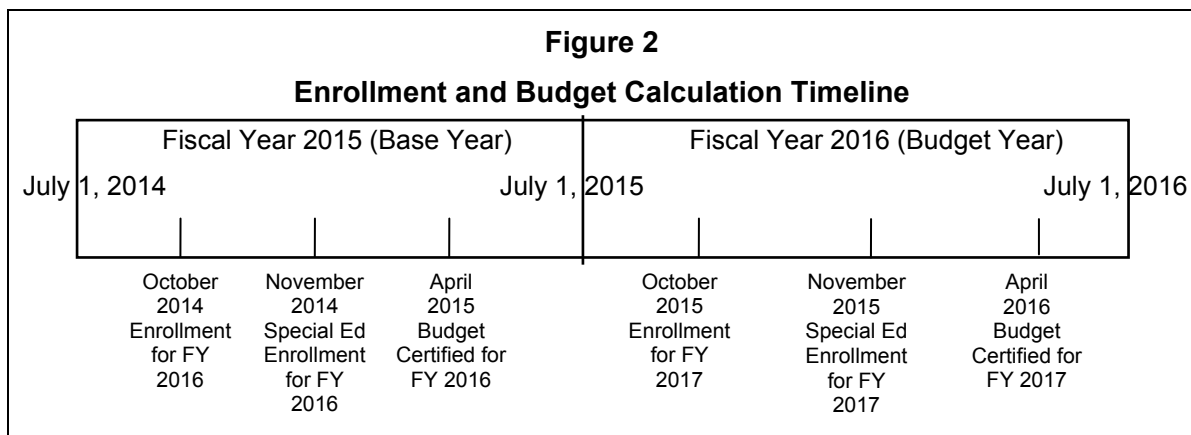 Figure 2
Enrollment and Budget Calculation Timeline
Fiscal Year 2015 (Base Year)
Fiscal Year 2016 (Budget Year)
July 1, 2014
July 1, 2015
July 1, 2016
October
2014
Enrollment
for FY
2016
November
2014
Special Ed
Enrollment
for FY
2016
April
2015
Budget
Certified for
FY 2016
October
2015
Enrollment
for FY
2017
November
2015
Special Ed
Enrollment
for FY
2017
April
2016
Budget
Certified for
FY 2017